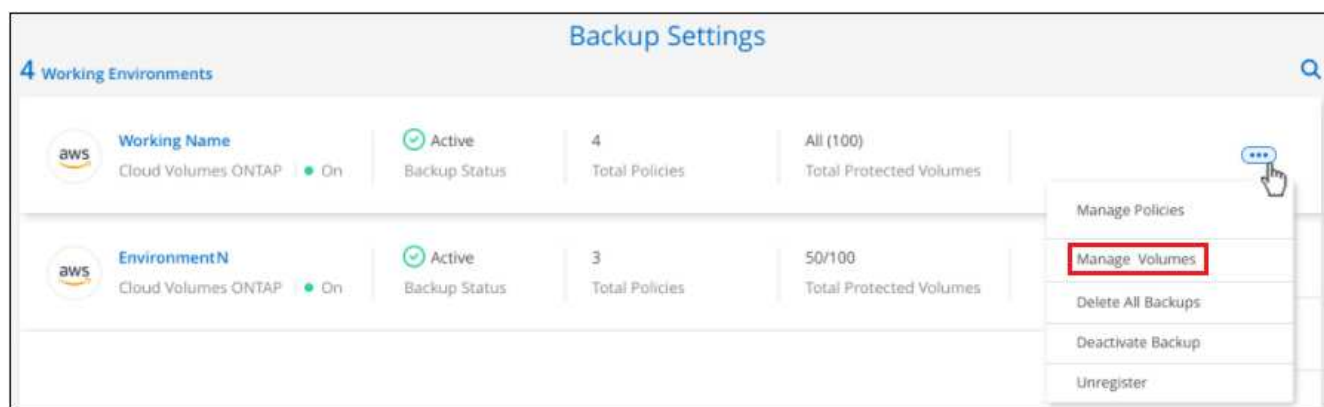 Backup Settings
4 Working Environments
aws
Working Name
Cloud Volumes ONTAP On
Active
Backup Status
4
Total Policies
All (100)
Total Protected Volumes
Manage Policies
Manage Volumes
Delete All Backups
Deactivate Backup
Unregister
aws
EnvironmentN
Cloud Volumes ONTAP On
Active
Backup Status
3
Total Policies
50/100
Total Protected Volumes